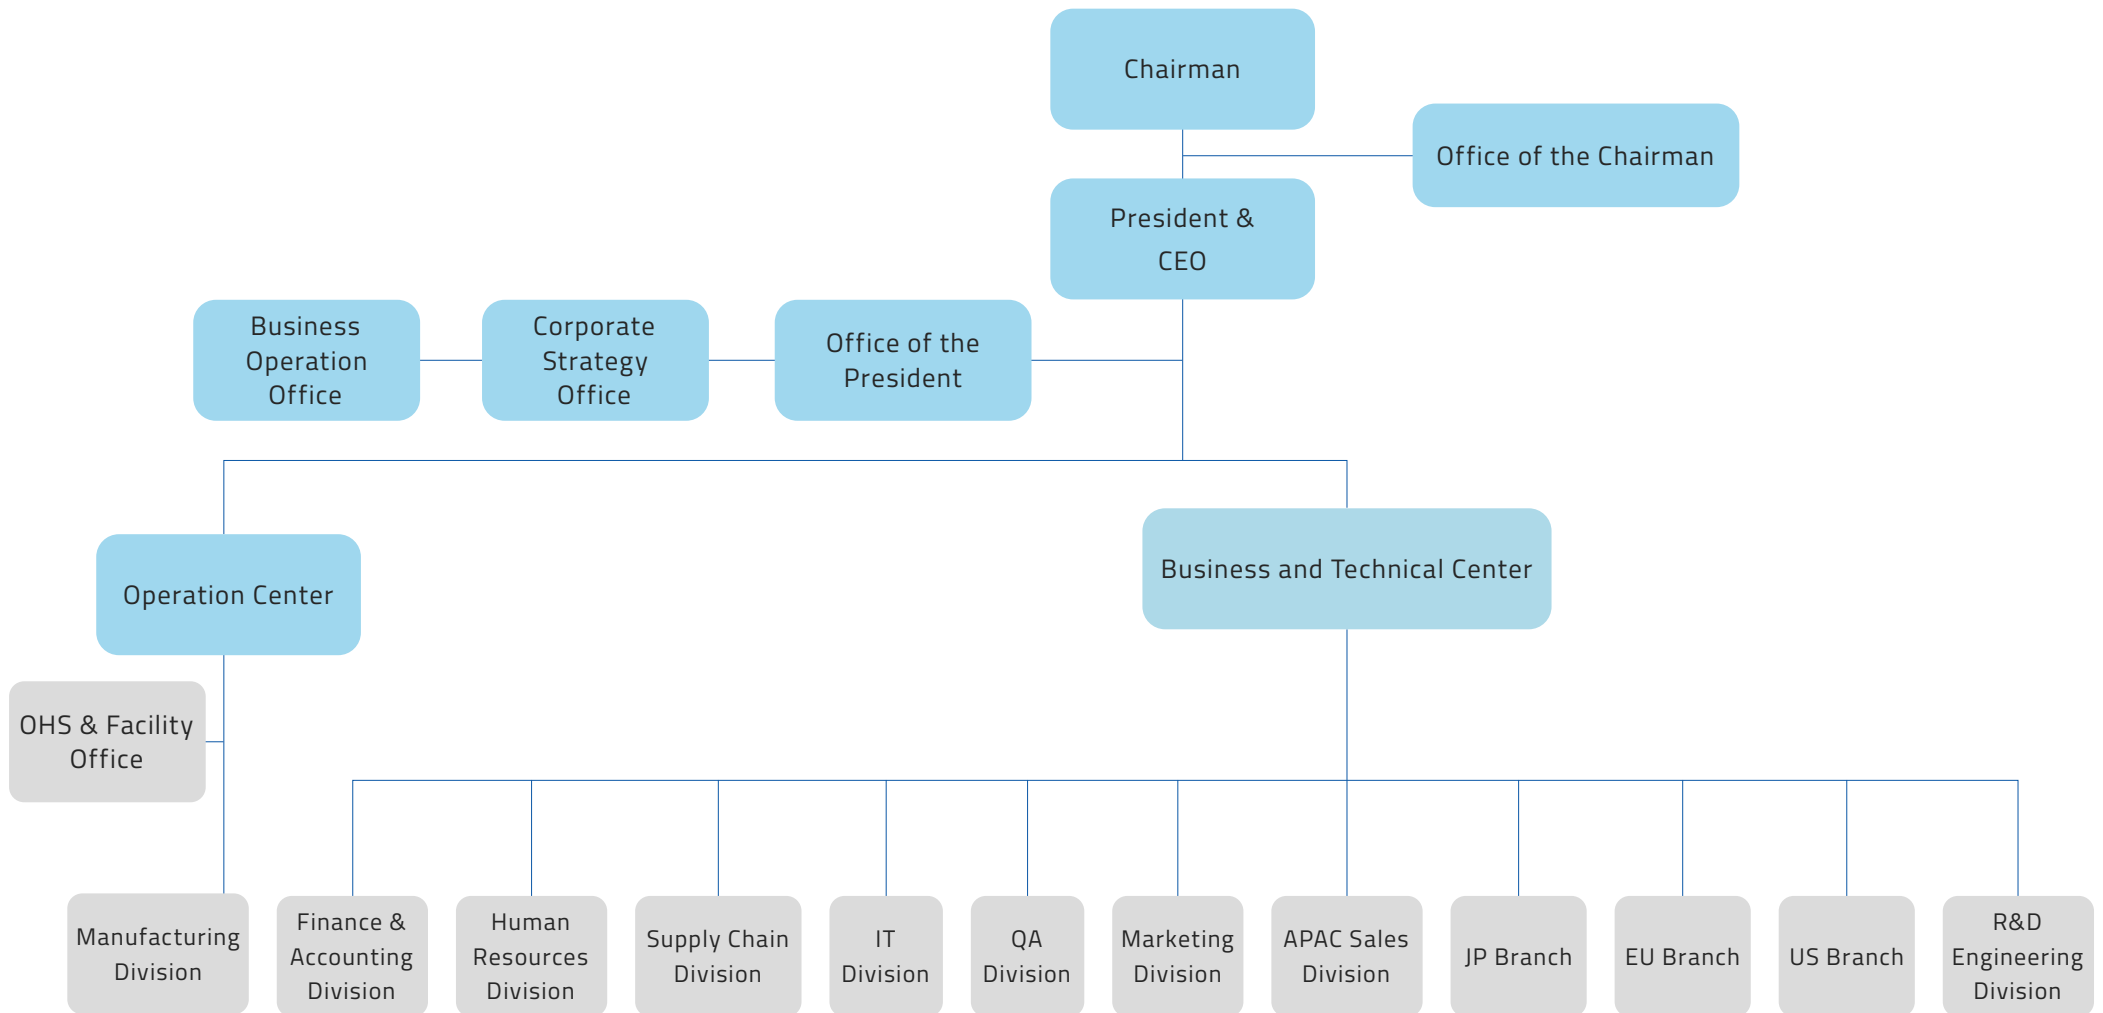 Chairman
Office of the Chairman
President &
CEO
Business
Operation
Office
Corporate
Strategy
Office
Office of the
President
Operation Center
Business and Technical Center
OHS & Facility
Office
Manufacturing
Division
Finance &
Accounting
Division
Human
Resources
Division
Supply Chain
Division
IT
Division
QA
Division
Marketing
Division
APAC Sales
Division
JP Branch
EU Branch
US Branch
R&D
Engineering
Division